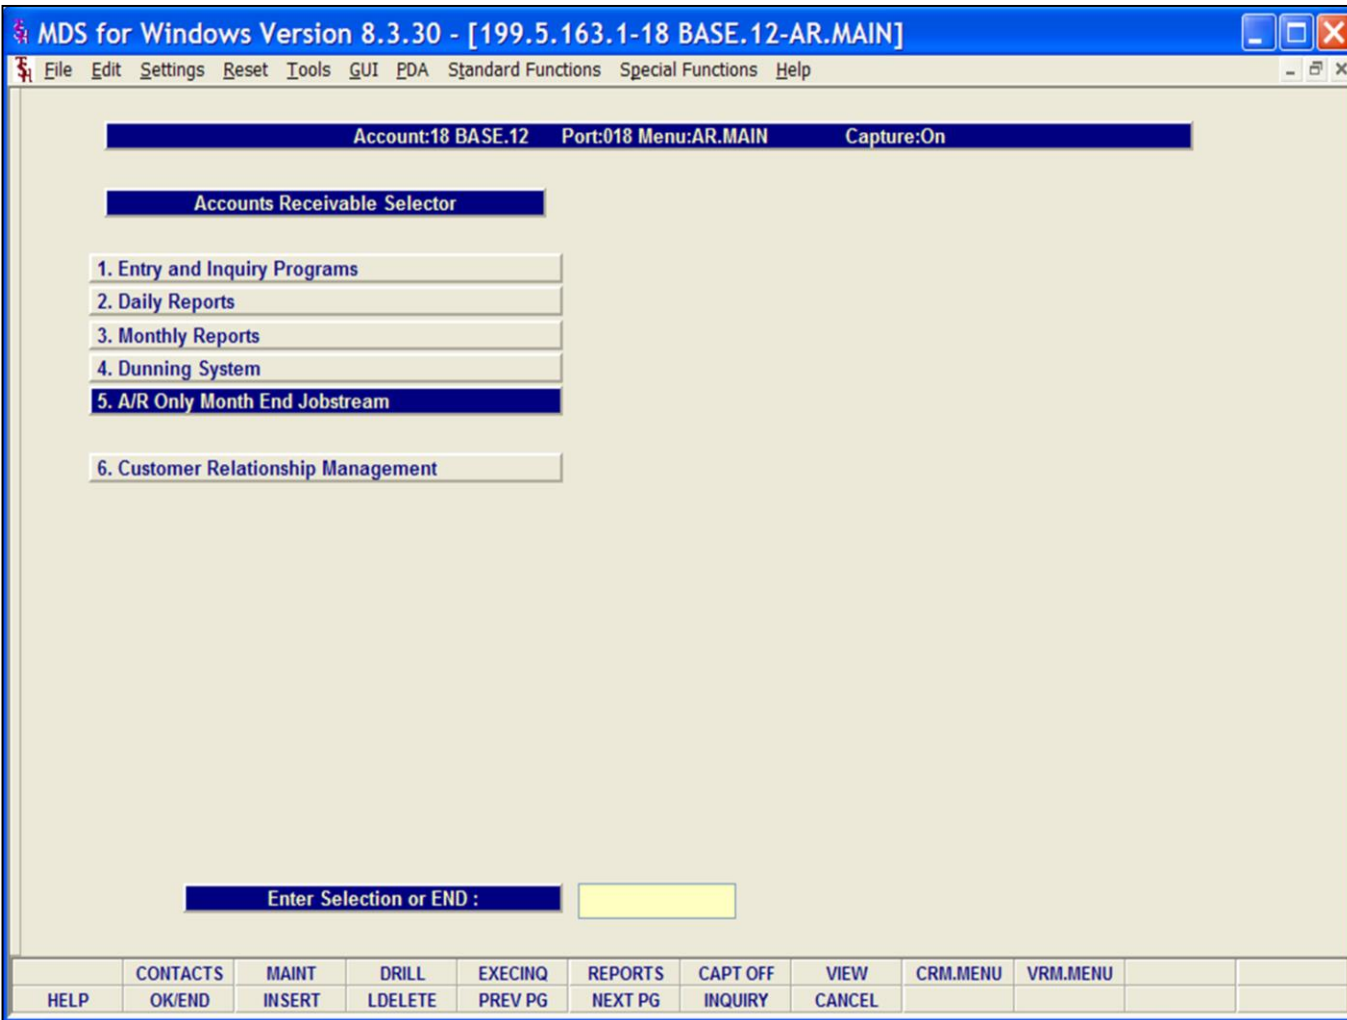 MDS for Windows Version 8.3.30 - [199.5.163.1-18 BASE.12-AR.MAIN]
File Edit Settings Reset Tools GUI PDA Standard Functions Special Functions Help
Account:18 BASE.12 Port:018 Menu:AR.MAIN Capture:On
Accounts Receivable Selector
1. Entry and Inquiry Programs
2. Daily Reports
3. Monthly Reports
4. Dunning System
5. A/R Only Month End Jobstream
6. Customer Relationship Management
Enter Selection or END :
CONTACTS MAINT DRILL EXECINQ REPORTS CAPT OFF VIEW CRM.MENU VRM.MENU
HELP OK/END INSERT LDELETE PREV PG NEXT PG INQUIRY CANCEL